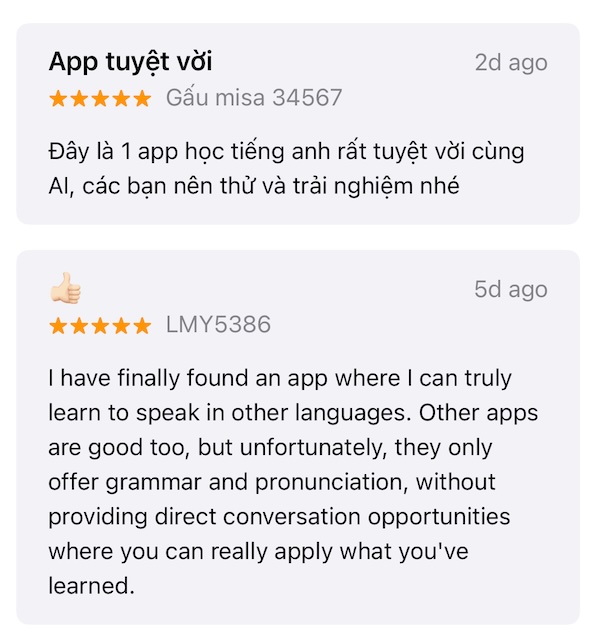 App tuyệt vời
2d ago
★★★★★ Gấu misa 34567
Đây là 1 app học tiếng anh rất tuyệt vời cùng
AI, các bạn nên thử và trải nghiệm nhé
👍🏻
5d ago
★★★★★ LMY5386
I have finally found an app where I can truly
learn to speak in other languages. Other apps
are good too, but unfortunately, they only
offer grammar and pronunciation, without
providing direct conversation opportunities
where you can really apply what you've
learned.